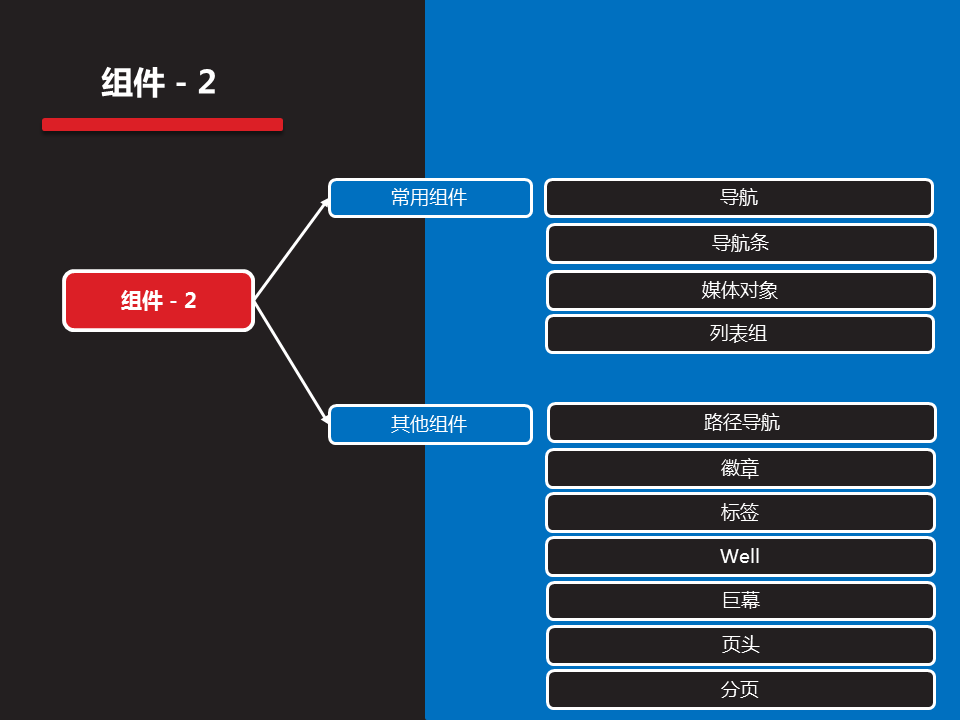 组件 - 2
常用组件
导航
导航条
组件 - 2
媒体对象
列表组
其他组件
路径导航
徽章
标签
Well
巨幕
页头
分页